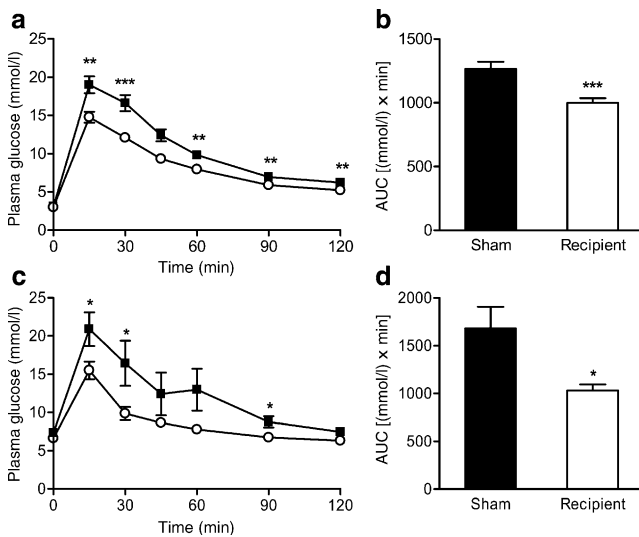 a
Plasma glucose (mmol/l)
25
20
15
10
5
0
** *** ** ** **
0 30 60 90 120
Time (min)
b
AUC [(mmol/l) x min]
1500
1000
500
0
***
Sham Recipient
c
Plasma glucose (mmol/l)
25
20
15
10
5
0
* * *
0 30 60 90 120
Time (min)
d
AUC [(mmol/l) x min]
2000
1500
1000
500
0
*
Sham Recipient